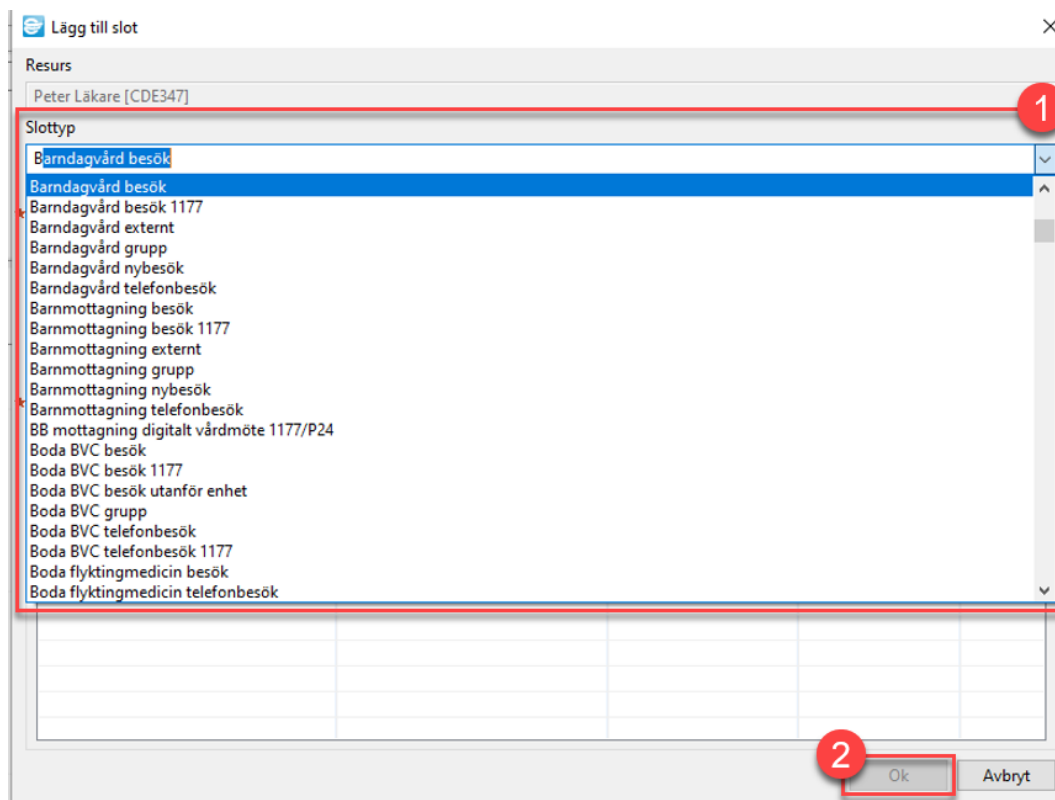 Lägg till slot
Resurs
Peter Läkare [CDE347]
1
Slottyp
Barndagvård besök
Barndagvård besök
Barndagvård besök 1177
Barndagvård externt
Barndagvård grupp
Barndagvård nybesök
Barndagvård telefonbesök
Barnmottagning besök
Barnmottagning besök 1177
Barnmottagning externt
Barnmottagning grupp
Barnmottagning nybesök
Barnmottagning telefonbesök
BB mottagning digitalt vårdmöte 1177/P24
Boda BVC besök
Boda BVC besök 1177
Boda BVC besök utanför enhet
Boda BVC grupp
Boda BVC telefonbesök
Boda BVC telefonbesök 1177
Boda flyktingmedicin besök
Boda flyktingmedicin telefonbesök
2
Ok Avbryt